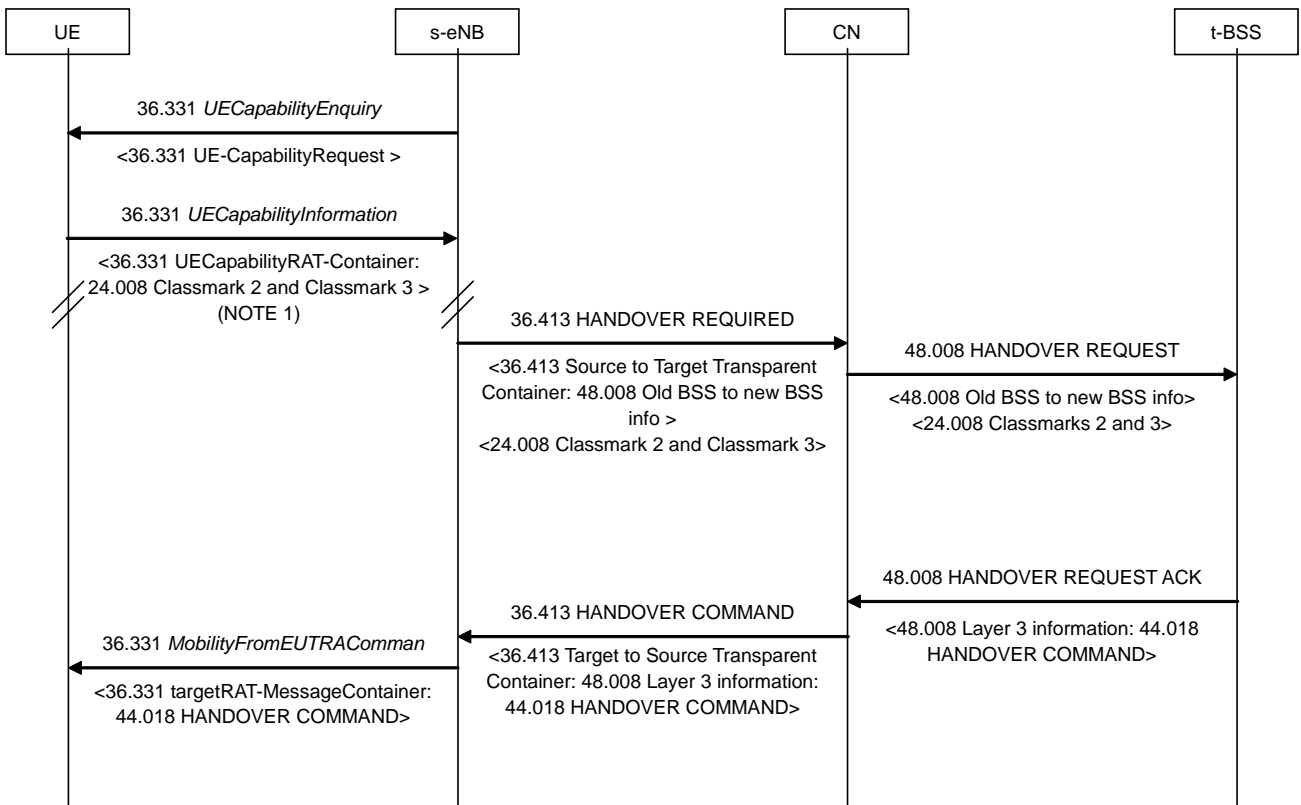 UE
s-eNB
CN
t-BSS
36.331 UECapabilityEnquiry
<36.331 UE-CapabilityRequest >
36.331 UECapabilityInformation
<36.331 UECapabilityRAT-Container:
24.008 Classmark 2 and Classmark 3 >
(NOTE 1)
36.413 HANDOVER REQUIRED
<36.413 Source to Target Transparent
Container: 48.008 Old BSS to new BSS
info >
<24.008 Classmark 2 and Classmark 3>
48.008 HANDOVER REQUEST
<48.008 Old BSS to new BSS info>
<24.008 Classmarks 2 and 3>
48.008 HANDOVER REQUEST ACK
<48.008 Layer 3 information: 44.018
HANDOVER COMMAND>
36.413 HANDOVER COMMAND
<36.413 Target to Source Transparent
Container: 48.008 Layer 3 information:
44.018 HANDOVER COMMAND>
36.331 MobilityFromEUTRAComman
<36.331 targetRAT-MessageContainer:
44.018 HANDOVER COMMAND>